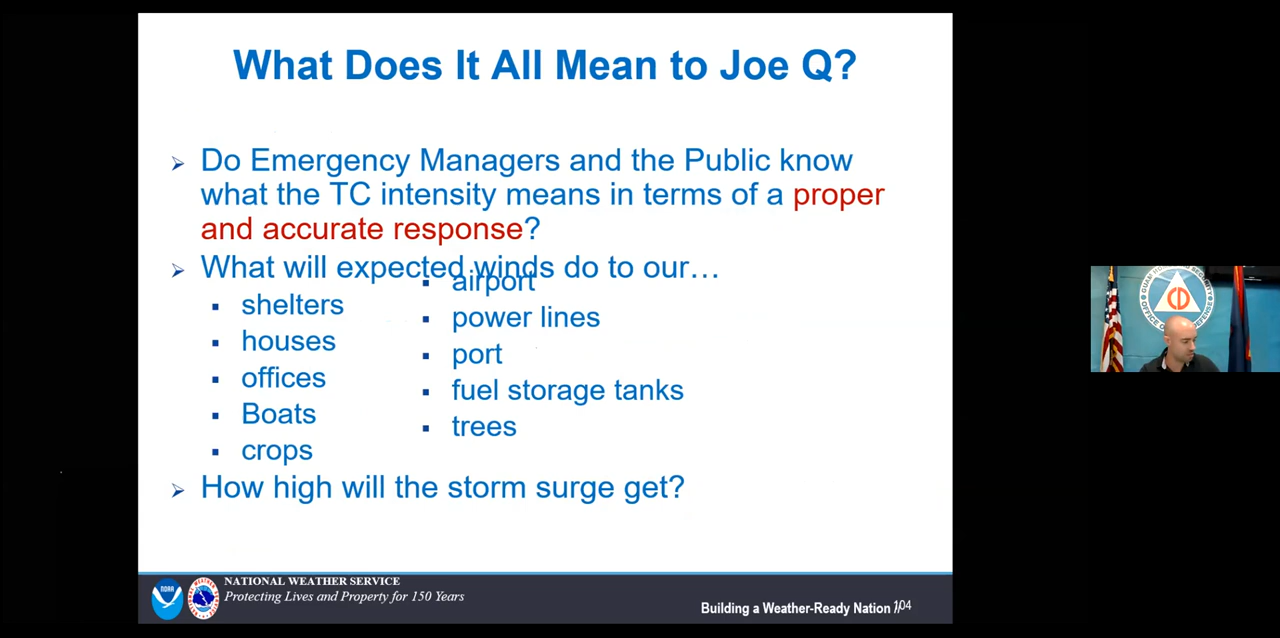 What Does It All Mean to Joe Q?
Do Emergency Managers and the Public know
what the TC intensity means in terms of a proper
and accurate response?
What will expected winds do to our…
shelters
houses
offices
Boats
crops
airport
power lines
port
fuel storage tanks
trees
How high will the storm surge get?
NOAA
NATIONAL WEATHER SERVICE
Protecting Lives and Property for 150 Years
Building a Weather-Ready Nation //
104
CD